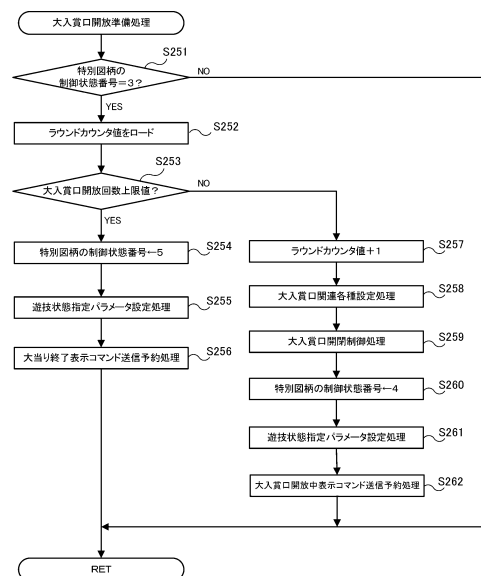 大入賞口開放準備処理
S251
特別図柄の
制御状態番号＝3？
NO
YES
ラウンドカウンタ値をロード
S252
S253
大入賞口開放回数上限値？
NO
YES
特別図柄の制御状態番号←5
S254
遊技状態指定パラメータ設定処理
S255
大当り終了表示コマンド送信予約処理
S256
ラウンドカウンタ値＋1
S257
大入賞口関連各種設定処理
S258
大入賞口開閉制御処理
S259
特別図柄の制御状態番号←4
S260
遊技状態指定パラメータ設定処理
S261
大入賞口開放中表示コマンド送信予約処理
S262
RET